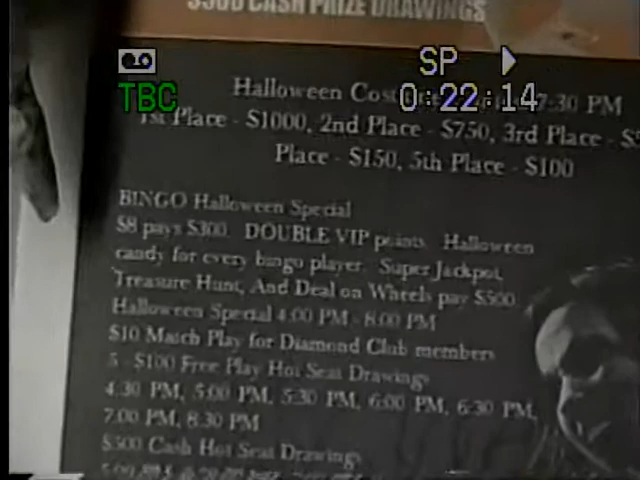 $500 CASH PRIZE DRAWINGS
SP
TBC
0:22:14
Halloween 7:30 PM
1st Place - $1000, 2nd Place - $750, 3rd Place -
Place - $150, 5th Place - $100
BINGO Halloween Special
$8 pays $300. DOUBLE VIP points. Halloween
candy for every bingo player. Super Jackpot,
Treasure Hunt, And Deal on Wheels pay $500
Halloween Special 4:00 PM - 8:00 PM
$10 Match Play for Diamond Club members
5 - $100 Free Play Hot Seat Drawings
4:30 PM, 5:00 PM, 5:30 PM, 6:00 PM, 6:30 PM,
7:00 PM, 8:30 PM
$500 Cash Hot Seat Drawings